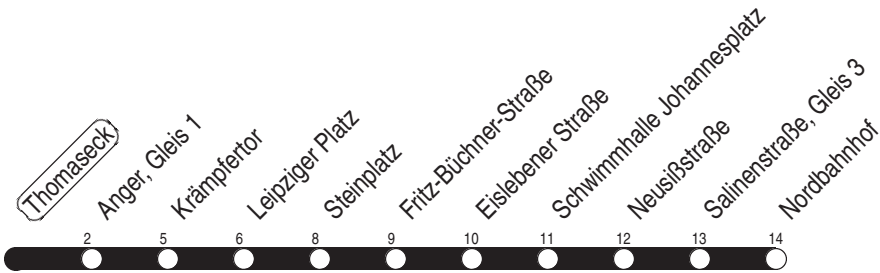 Thomaseck
Anger, Gleis 1
Krämpfertor
Leipziger Platz
Steinplatz
Fritz-Büchner-Straße
Eislebener Straße
Schwimmhalle Johannesplatz
Neusißstraße
Salinenstraße, Gleis 3
Nordbahnhof
2 5 6 8 9 10 11 12 13 14